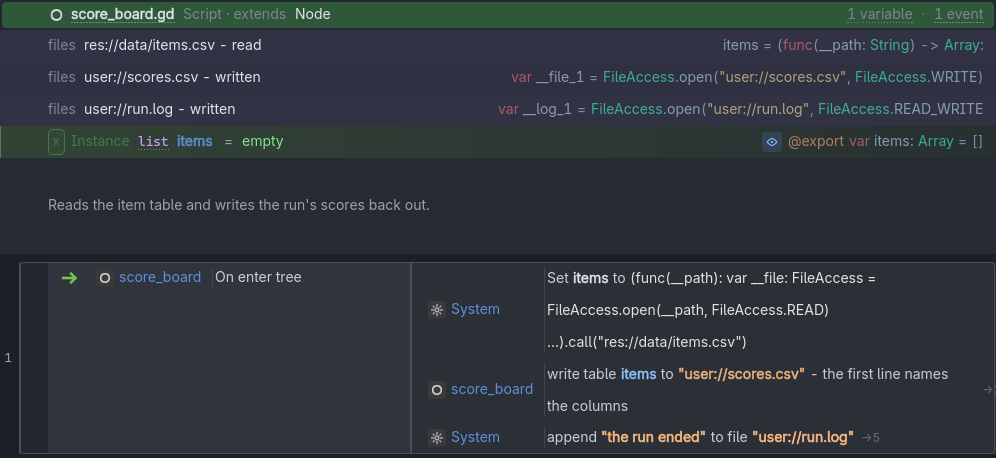 score_board.gd Script · extends Node 1 variable · 1 event
files res://data/items.csv - read items = (func(__path: String) -> Array:
files user://scores.csv - written var __file_1 = FileAccess.open("user://scores.csv", FileAccess.WRITE)
files user://run.log - written var __log_1 = FileAccess.open("user://run.log", FileAccess.READ_WRITE
x Instance list items = empty @export var items: Array = []
Reads the item table and writes the run's scores back out.
1
score_board On enter tree
System Set items to (func(__path): var __file: FileAccess =
FileAccess.open(__path, FileAccess.READ)
...).call("res://data/items.csv")
score_board write table items to "user://scores.csv" - the first line names
the columns
System append "the run ended" to file "user://run.log" →5